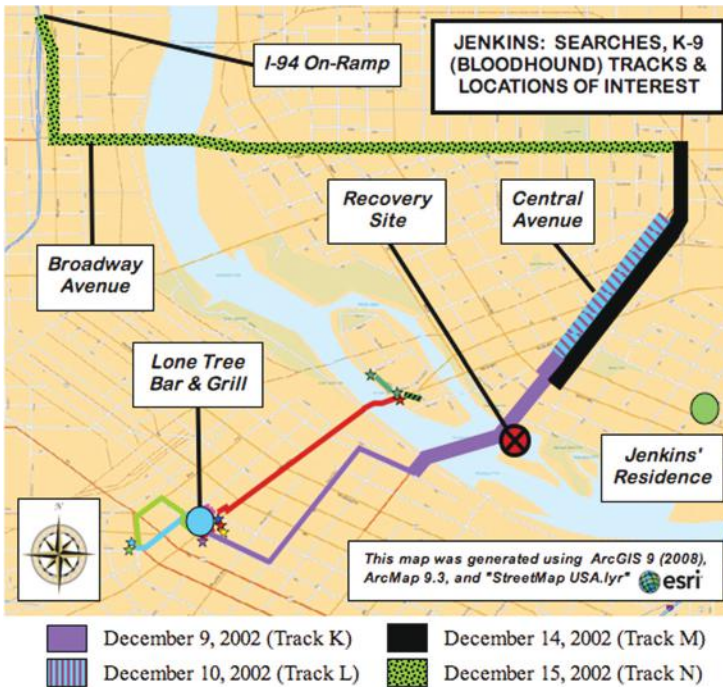 JENKINS: SEARCHES, K-9
(BLOODHOUND) TRACKS &
LOCATIONS OF INTEREST
I-94 On-Ramp
Recovery
Site
Central
Avenue
Broadway
Avenue
Lone Tree
Bar & Grill
Jenkins'
Residence
N
This map was generated using ArcGIS 9 (2008),
ArcMap 9.3, and "StreetMap USA.lyr" esri
December 9, 2002 (Track K)
December 14, 2002 (Track M)
December 10, 2002 (Track L)
December 15, 2002 (Track N)